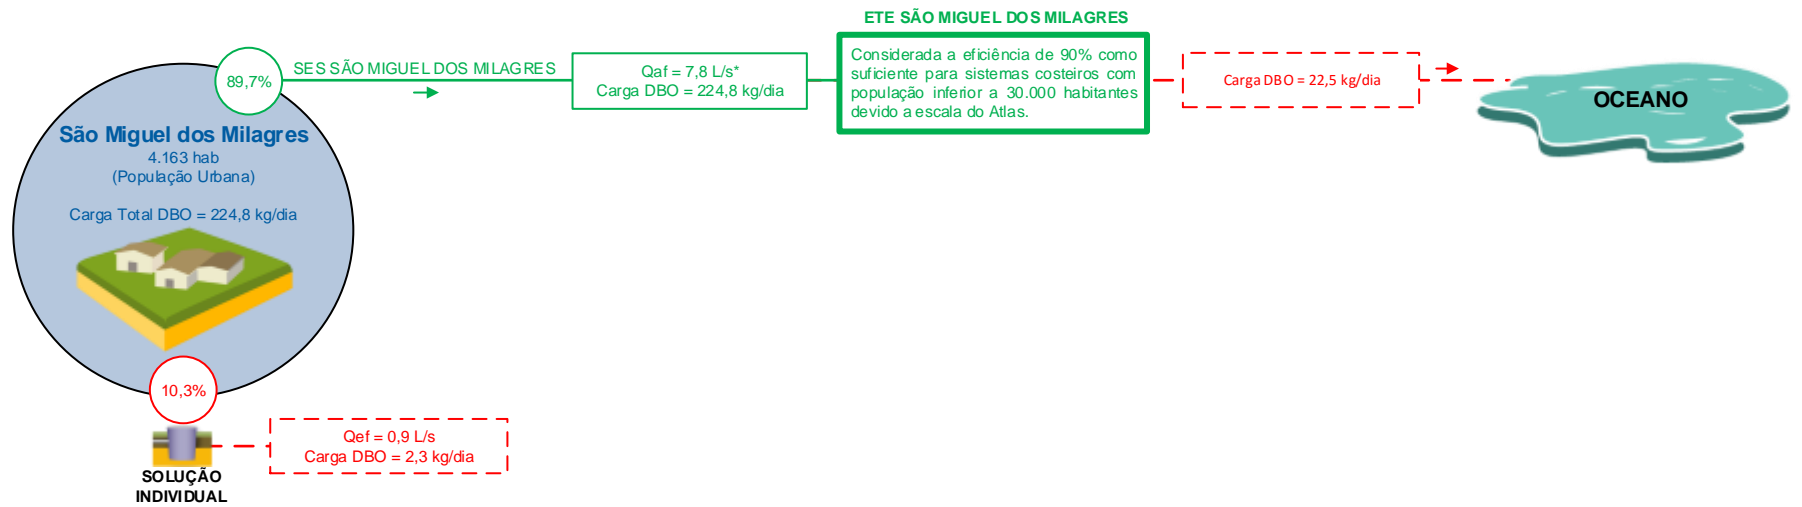 ETE SÃO MIGUEL DOS MILAGRES
89,7%
SES SÃO MIGUEL DOS MILAGRES
Qaf = 7,8 L/s*
Carga DBO = 224,8 kg/dia
Considerada a eficiência de 90% como
suficiente para sistemas costeiros com
população inferior a 30.000 habitantes
devido a escala do Atlas.
Carga DBO = 22,5 kg/dia
OCEANO
São Miguel dos Milagres
4.163 hab
(População Urbana)
Carga Total DBO = 224,8 kg/dia
10,3%
Qef = 0,9 L/s
Carga DBO = 2,3 kg/dia
SOLUÇÃO
INDIVIDUAL